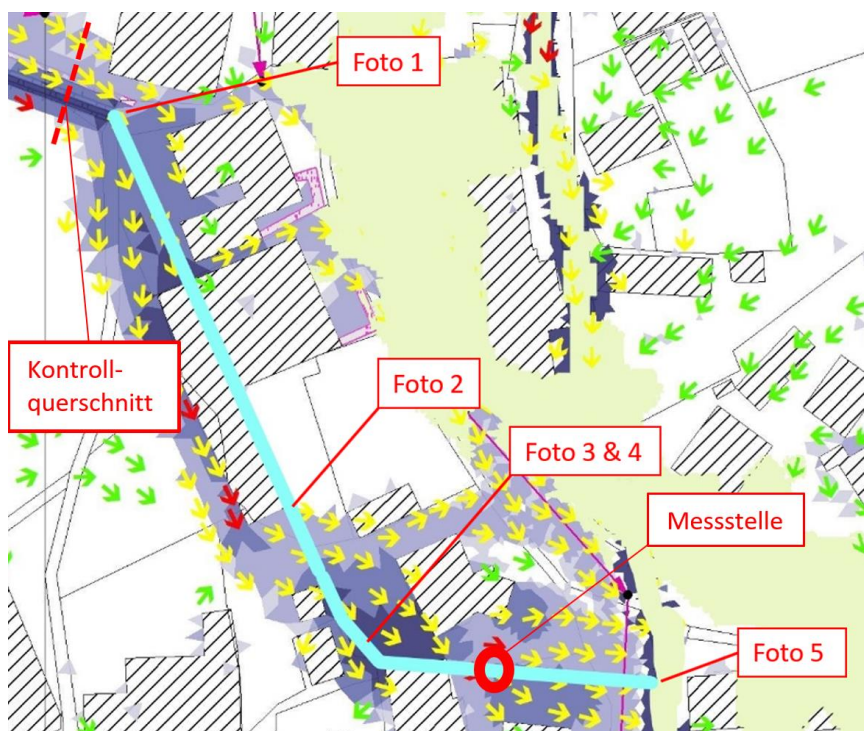 Foto 1
Kontroll-
querschnitt
Foto 2
Foto 3 & 4
Messstelle
Foto 5